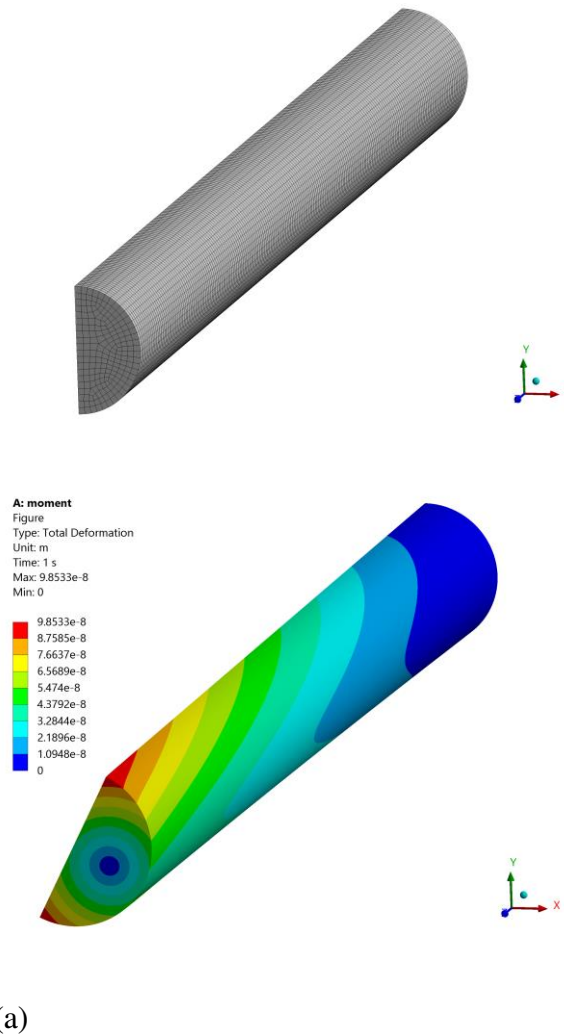 Y
A: moment
Figure
Type: Total Deformation
Unit: m
Time: 1 s
Max: 9.8533e-8
Min: 0
9.8533e-8
8.7585e-8
7.6637e-8
6.5689e-8
5.474e-8
4.3792e-8
3.2844e-8
2.1896e-8
1.0948e-8
0
Y
X
(a)